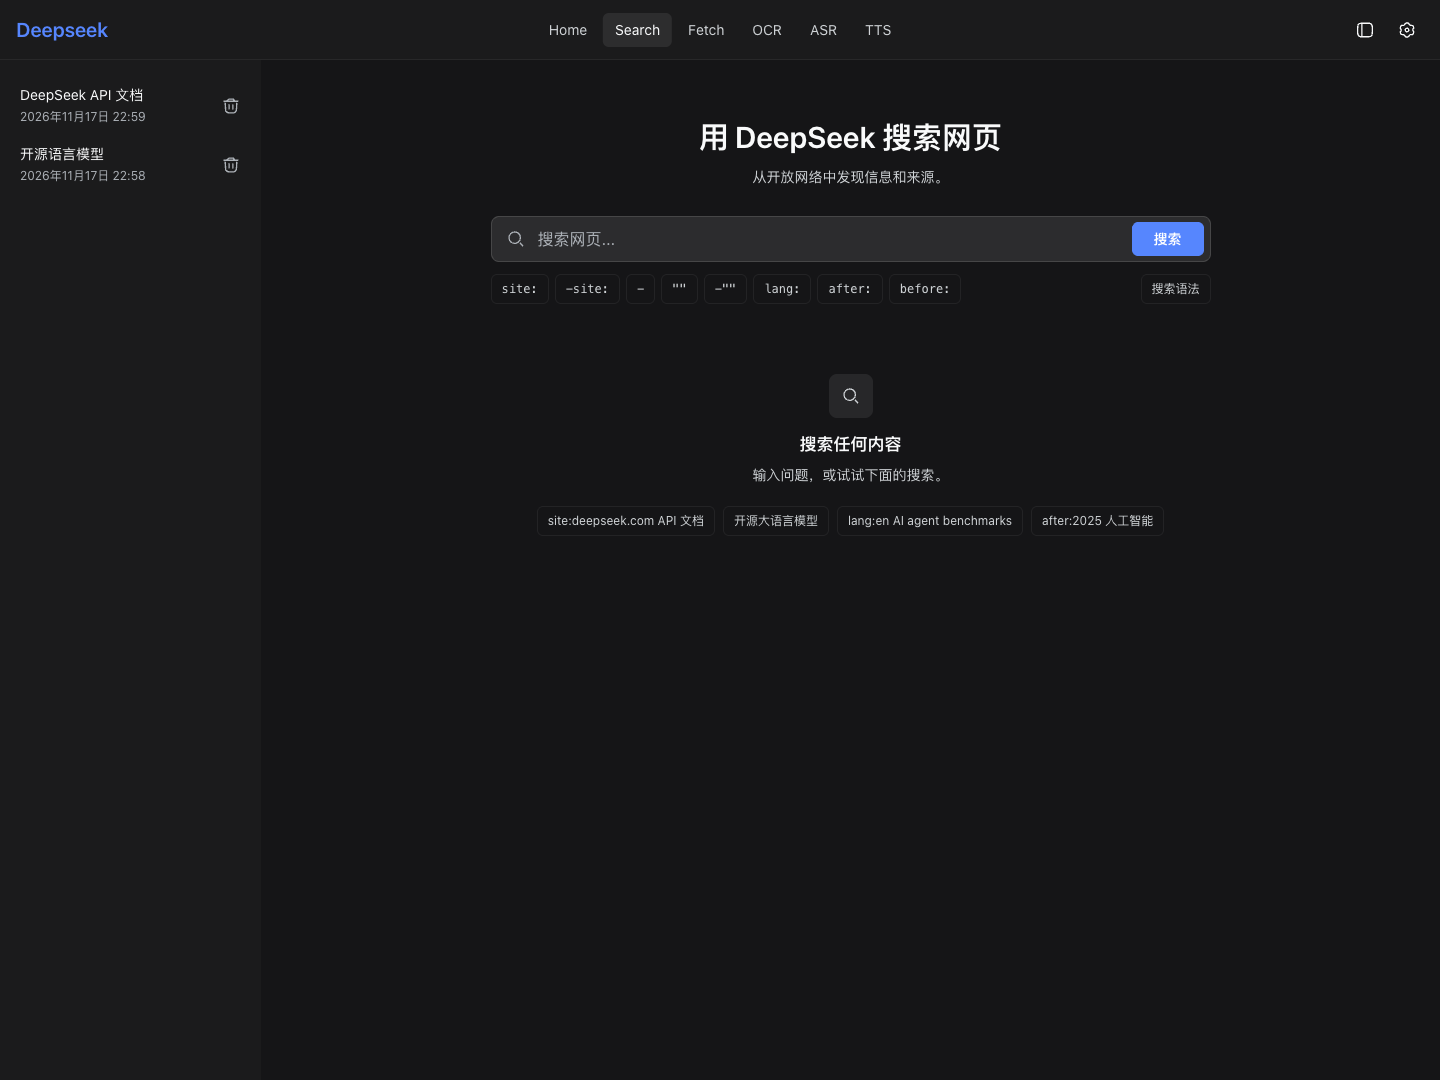 Deepseek
Home Search Fetch OCR ASR TTS
DeepSeek API 文档
2026年11月17日 22:59
开源语言模型
2026年11月17日 22:58
用 DeepSeek 搜索网页
从开放网络中发现信息和来源。
搜索网页... 搜索
site: -site: - "" -"" lang: after: before: 搜索语法
搜索任何内容
输入问题，或试试下面的搜索。
site:deepseek.com API 文档 开源大语言模型 lang:en AI agent benchmarks after:2025 人工智能